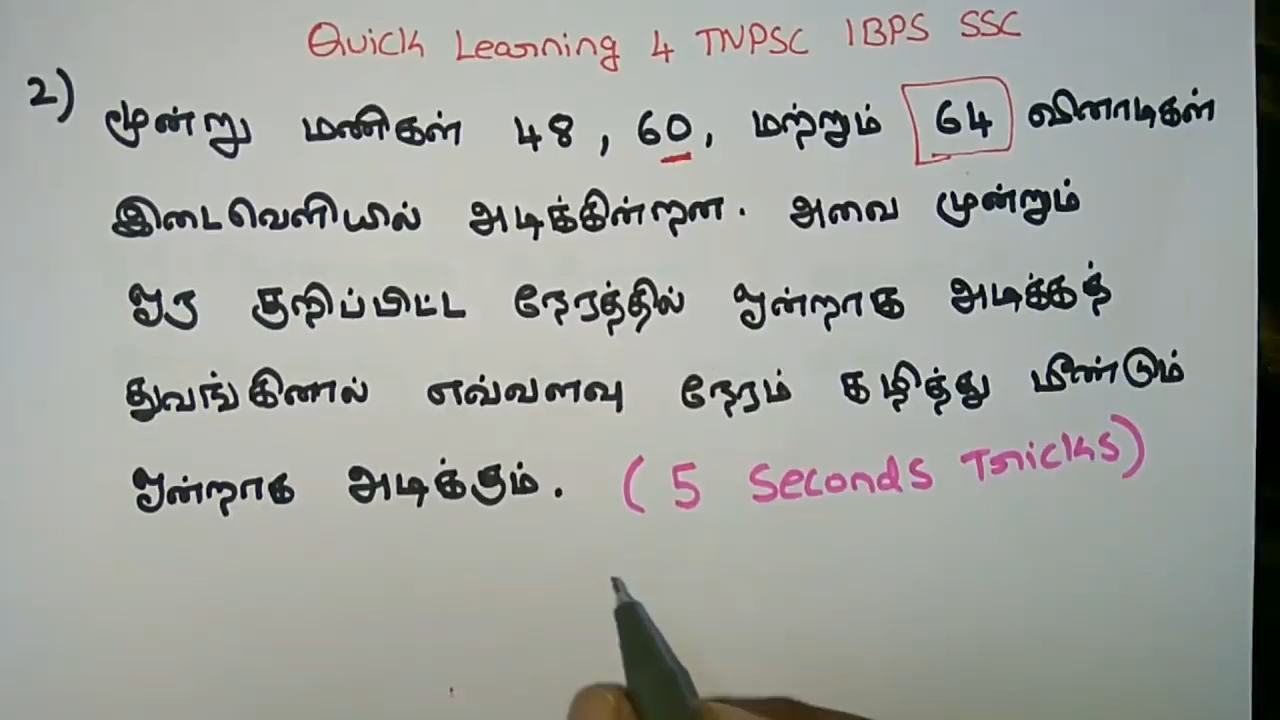 Quick Learning 4 TNPSC IBPS SSC
2) மூன்று மணிகள் 48, 60, மற்றும் 64 வினாடிகள்
இடைவெளியில் அடிக்கின்றன. அவை மூன்றும்
ஒரு குறிப்பிட்ட நேரத்தில் ஒன்றாக அடிக்கத்
துவங்கினால் எவ்வளவு நேரம் கழித்து மீண்டும்
ஒன்றாக அடிக்கும். (5 Seconds Tricks)